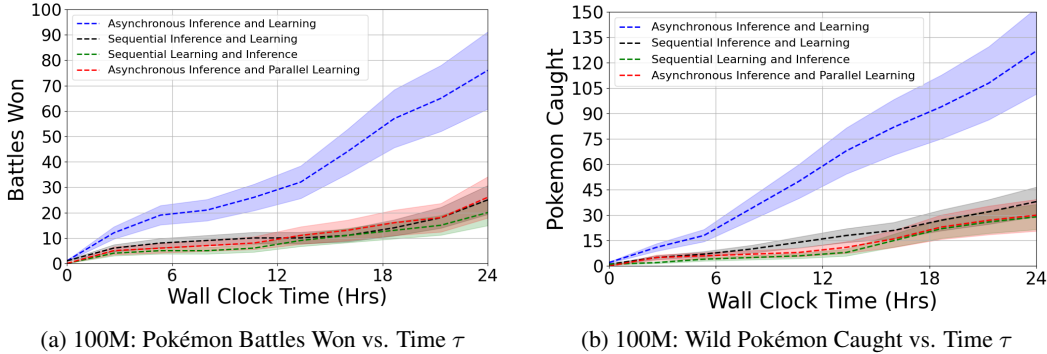 100
90
80
70
60
50
40
30
20
10
0
Battles Won
Asynchronous Inference and Learning
Sequential Inference and Learning
Sequential Learning and Inference
Asynchronous Inference and Parallel Learning
0 6 12 18 24
Wall Clock Time (Hrs)
(a) 100M: Pokémon Battles Won vs. Time τ
150
135
120
105
90
75
60
45
30
15
0
Pokemon Caught
Asynchronous Inference and Learning
Sequential Inference and Learning
Sequential Learning and Inference
Asynchronous Inference and Parallel Learning
0 6 12 18 24
Wall Clock Time (Hrs)
(b) 100M: Wild Pokémon Caught vs. Time τ